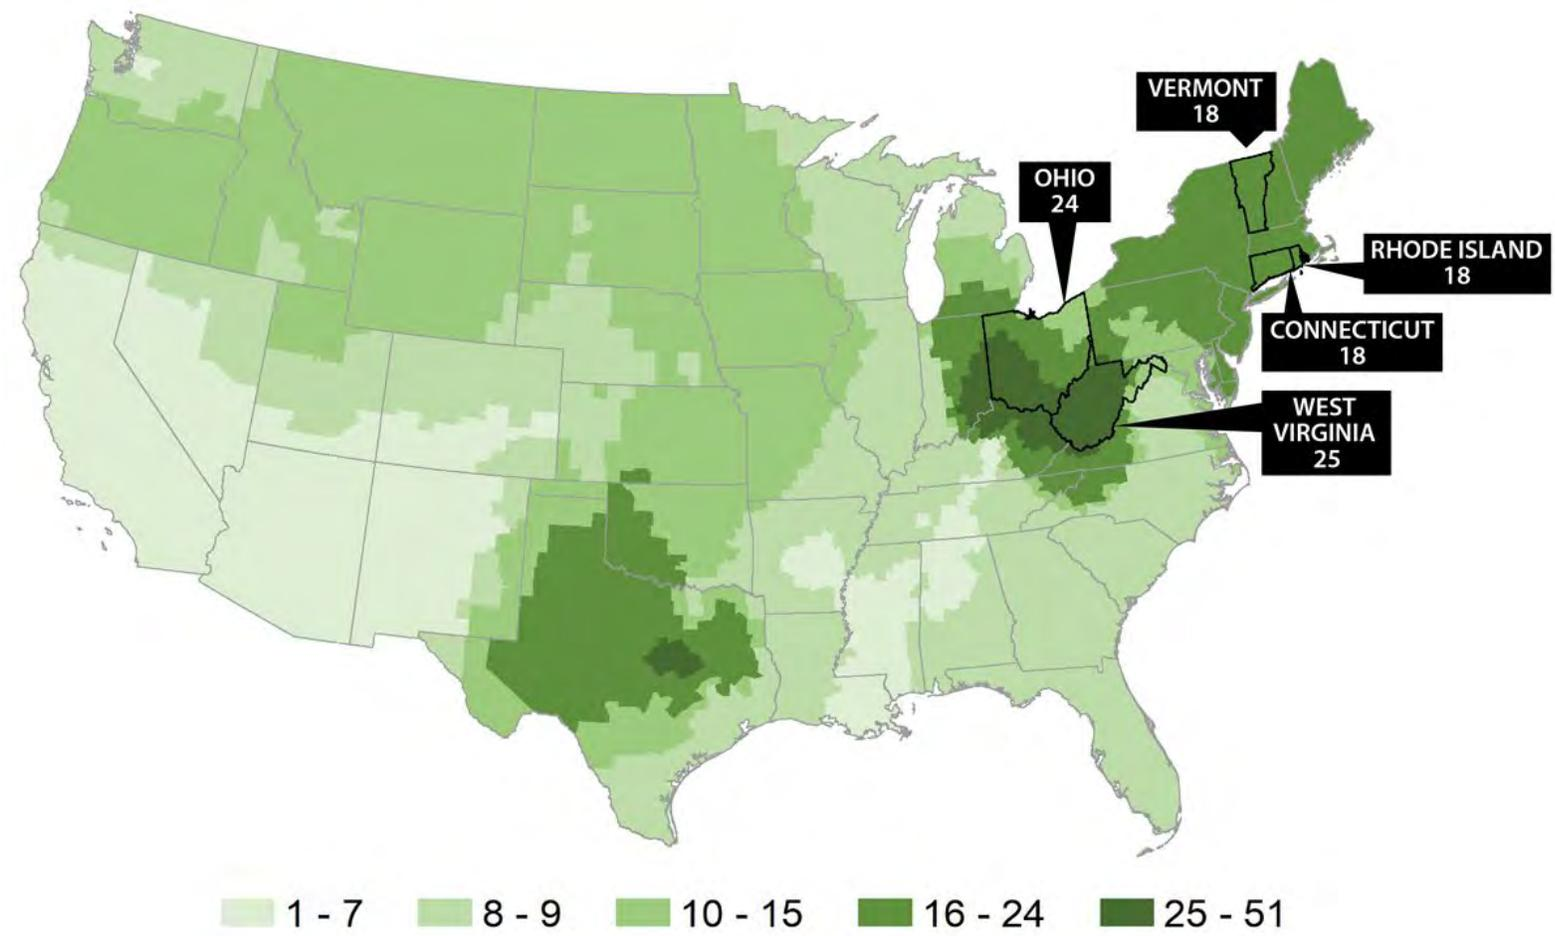 VERMONT
18
OHIO
24
RHODE ISLAND
18
CONNECTICUT
18
WEST
VIRGINIA
25
1 - 7
8 - 9
10 - 15
16 - 24
25 - 51